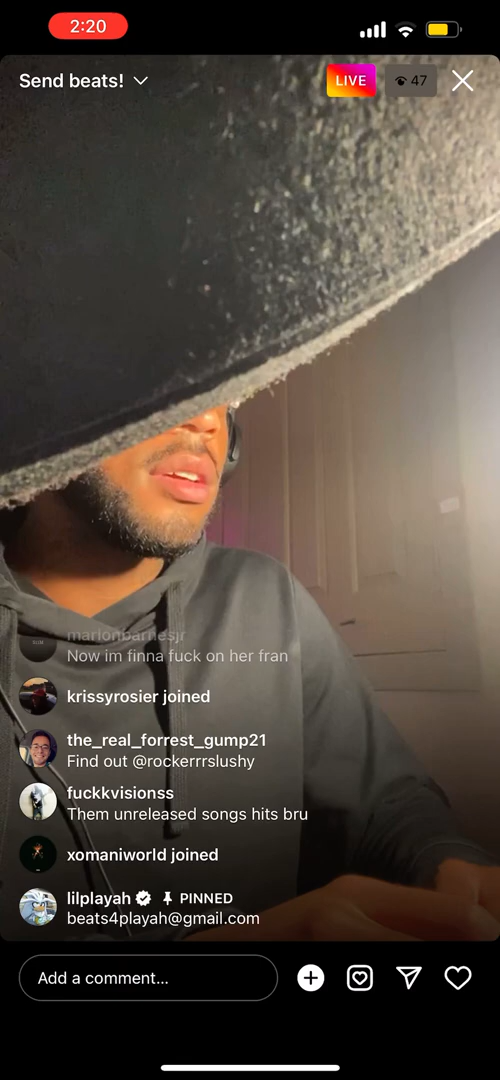 2:20
Send beats!
LIVE
47
marionbarnesjr
Now im finna fuck on her fran
krissyrosier joined
the_real_forrest_gump21
Find out @rockerrrslushy
fuckkvisionss
Them unreleased songs hits bru
xomaniworld joined
lilplayah PINNED
beats4playah@gmail.com
Add a comment...